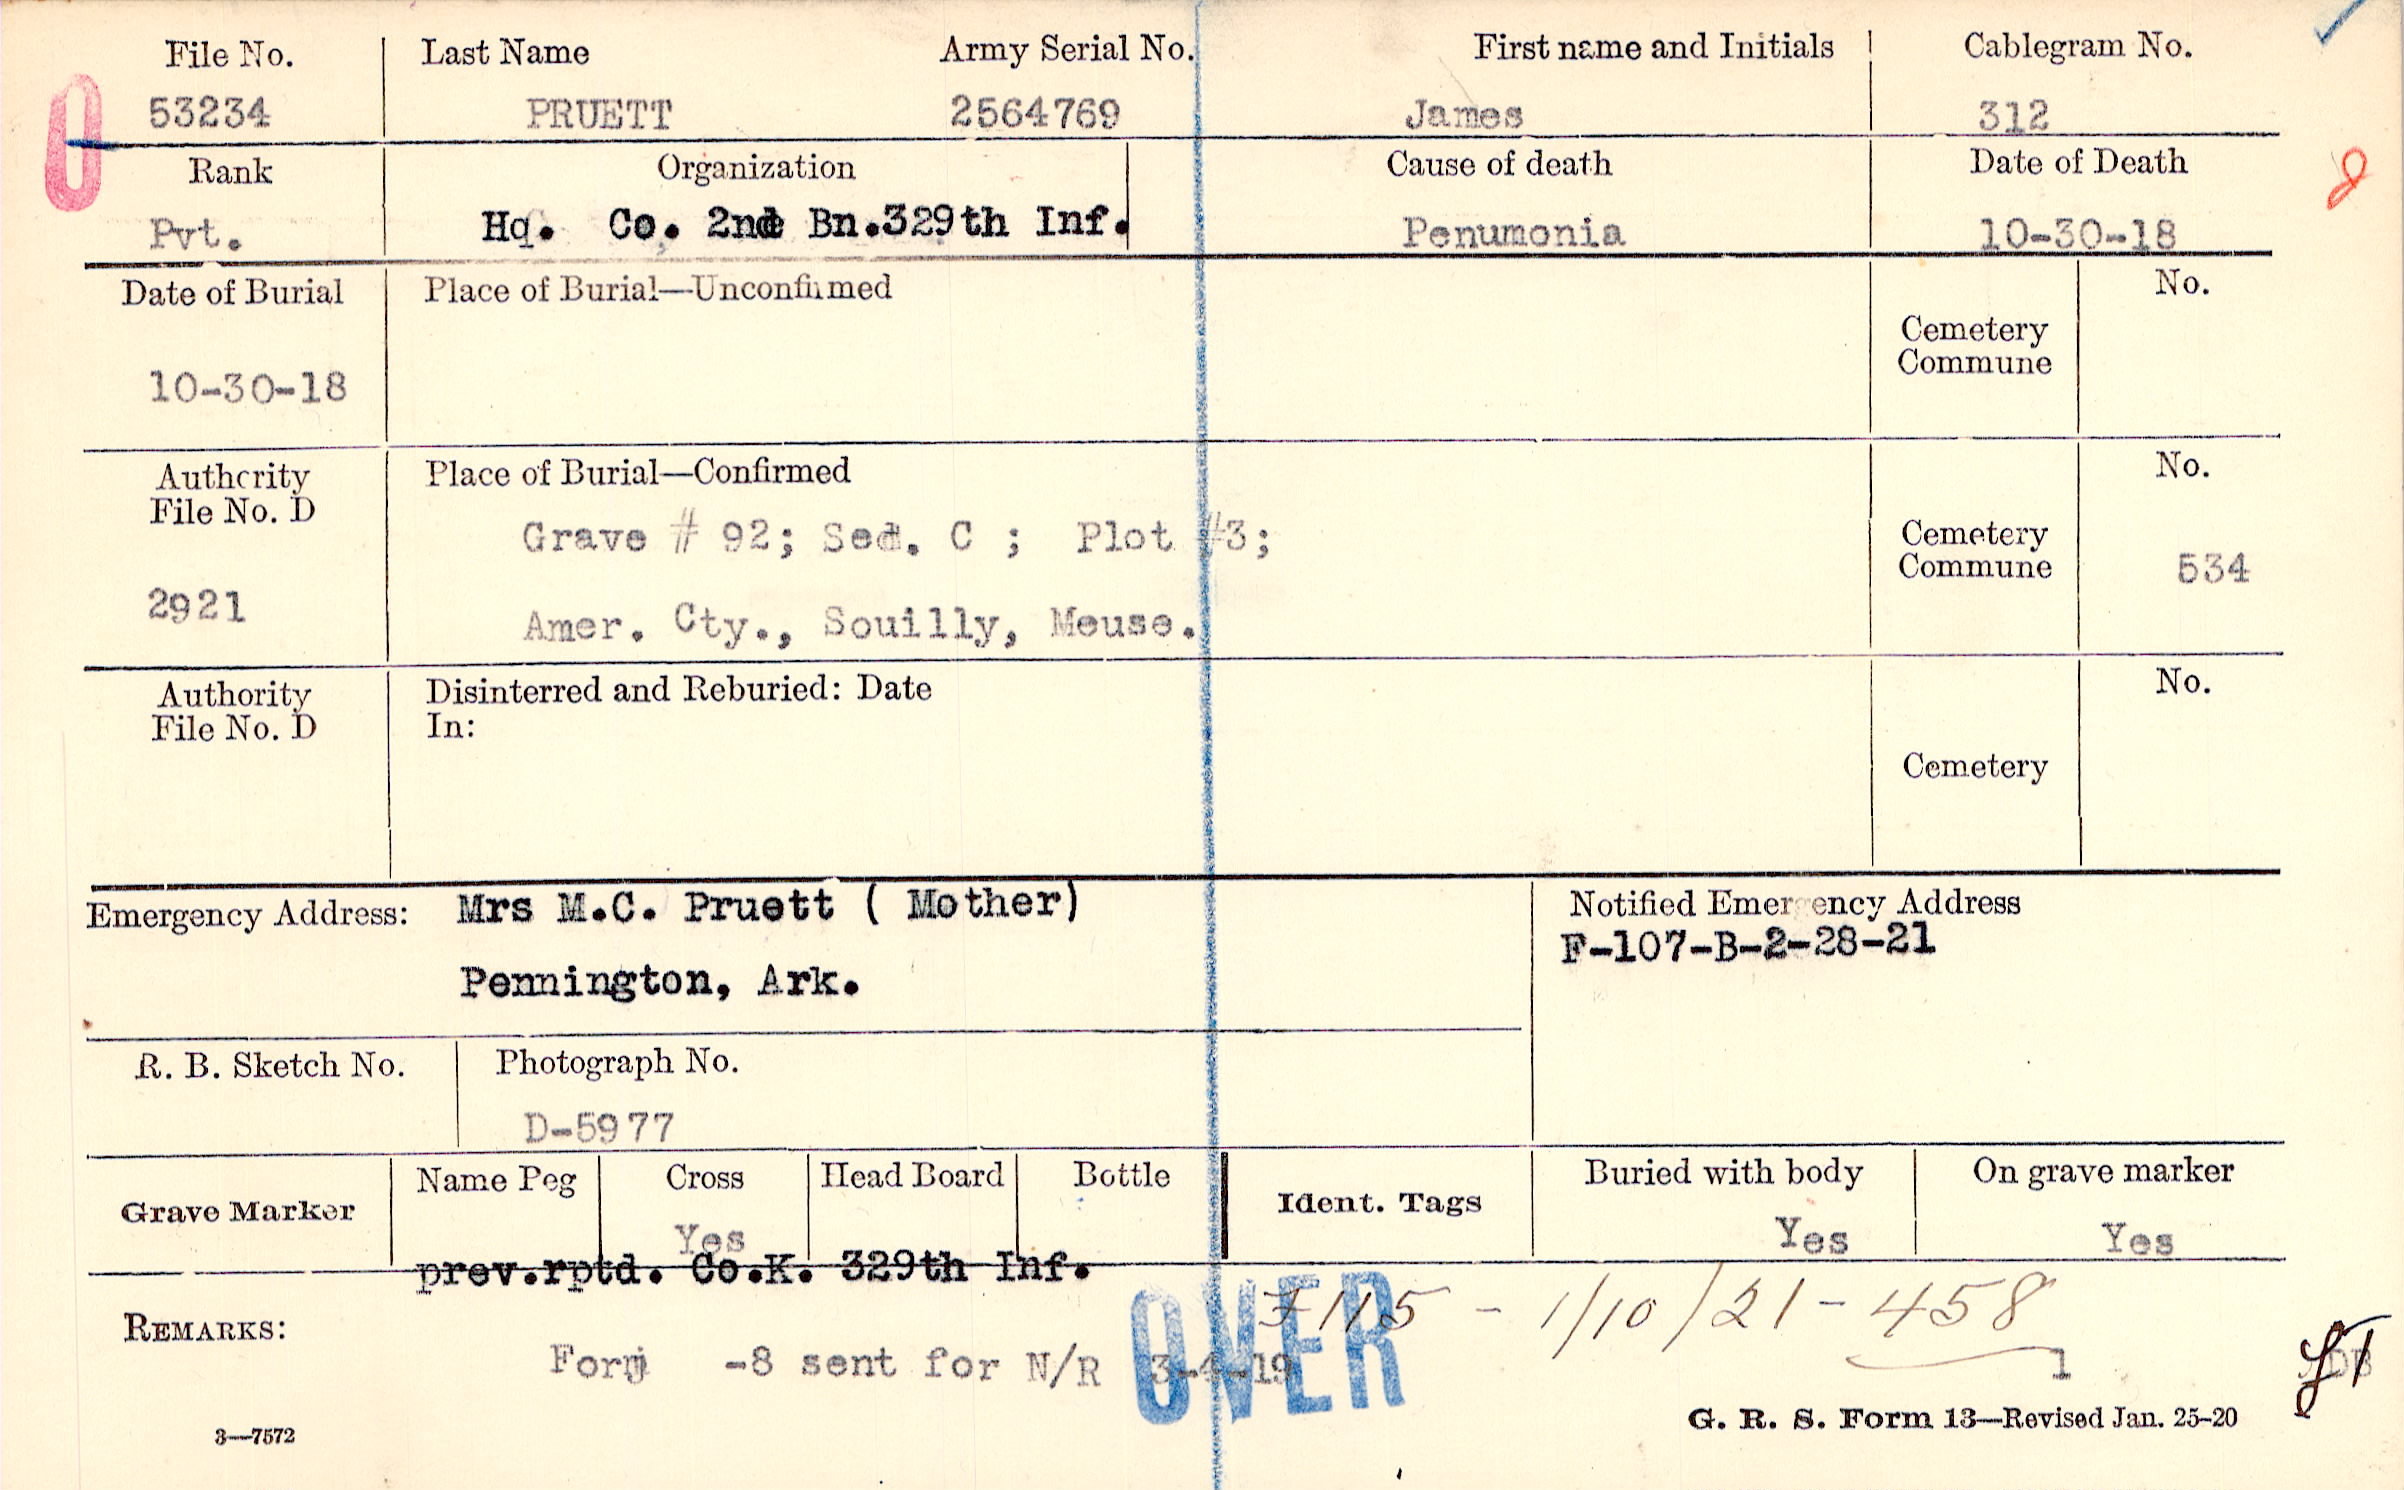 File No. Last Name Army Serial No. First name and Initials Cablegram No.
53234 PRUETT 2564769 James 312
Rank Organization Cause of death Date of Death
Pvt. Hq. Co. 2nd Bn.329th Inf. Penumonia 10-30-18
Date of Burial Place of Burial—Unconfirmed No.
Cemetery
Commune
10-30-18
Authority Place of Burial—Confirmed No.
File No. D
Grave # 92; Sec. C ; Plot #3;
Cemetery
Commune 534
2921
Amer. Cty., Souilly, Meuse.
Authority Disinterred and Reburied: Date No.
File No. D In:
Cemetery
Emergency Address: Mrs M.C. Pruett ( Mother) Notified Emergency Address
F-107-B-2-28-21
Pennington, Ark.
R. B. Sketch No. Photograph No.
D-5977
Name Peg Cross Head Board Bottle Buried with body On grave marker
Grave Marker Ident. Tags
Yes Yes Yes
prev.rptd. Co.K. 329th Inf.
OVER
F115 - 1/10/21-458
REMARKS:
Form -8 sent for N/R 3-4-19 1
3—7572 G. R. S. Form 13—Revised Jan. 25-20